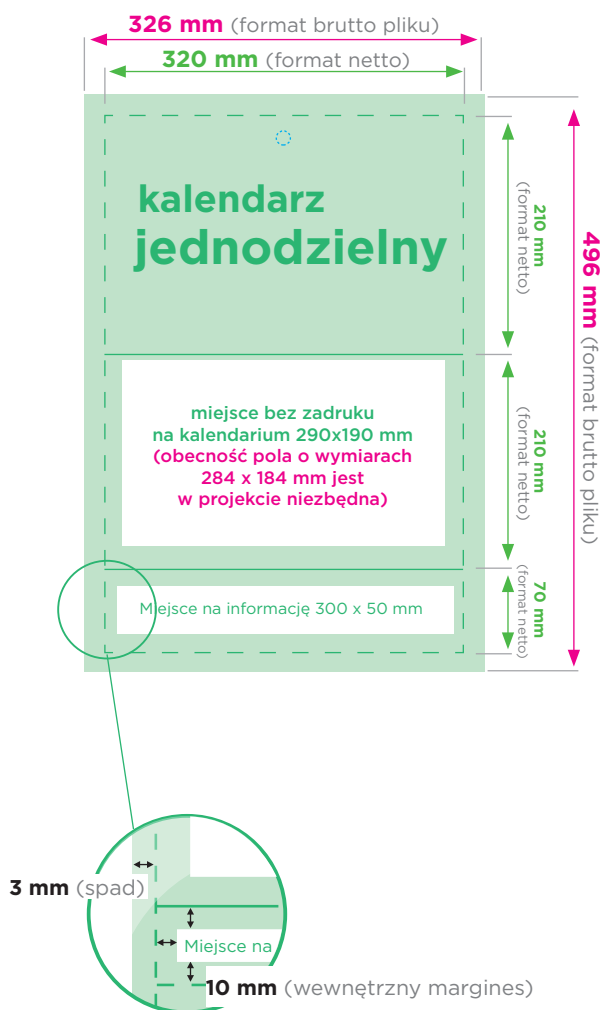 326 mm (format brutto pliku)
320 mm (format netto)
kalendarz
jednodzielny
210 mm
(format netto)
496 mm (format brutto pliku)
miejsce bez zadruku
na kalendarium 290x190 mm
(obecność pola o wymiarach
284 x 184 mm jest
w projekcie niezbędna)
210 mm
(format netto)
Miejsce na informację 300 x 50 mm
70 mm
(format netto)
3 mm (spad)
Miejsce na
10 mm (wewnętrzny margines)